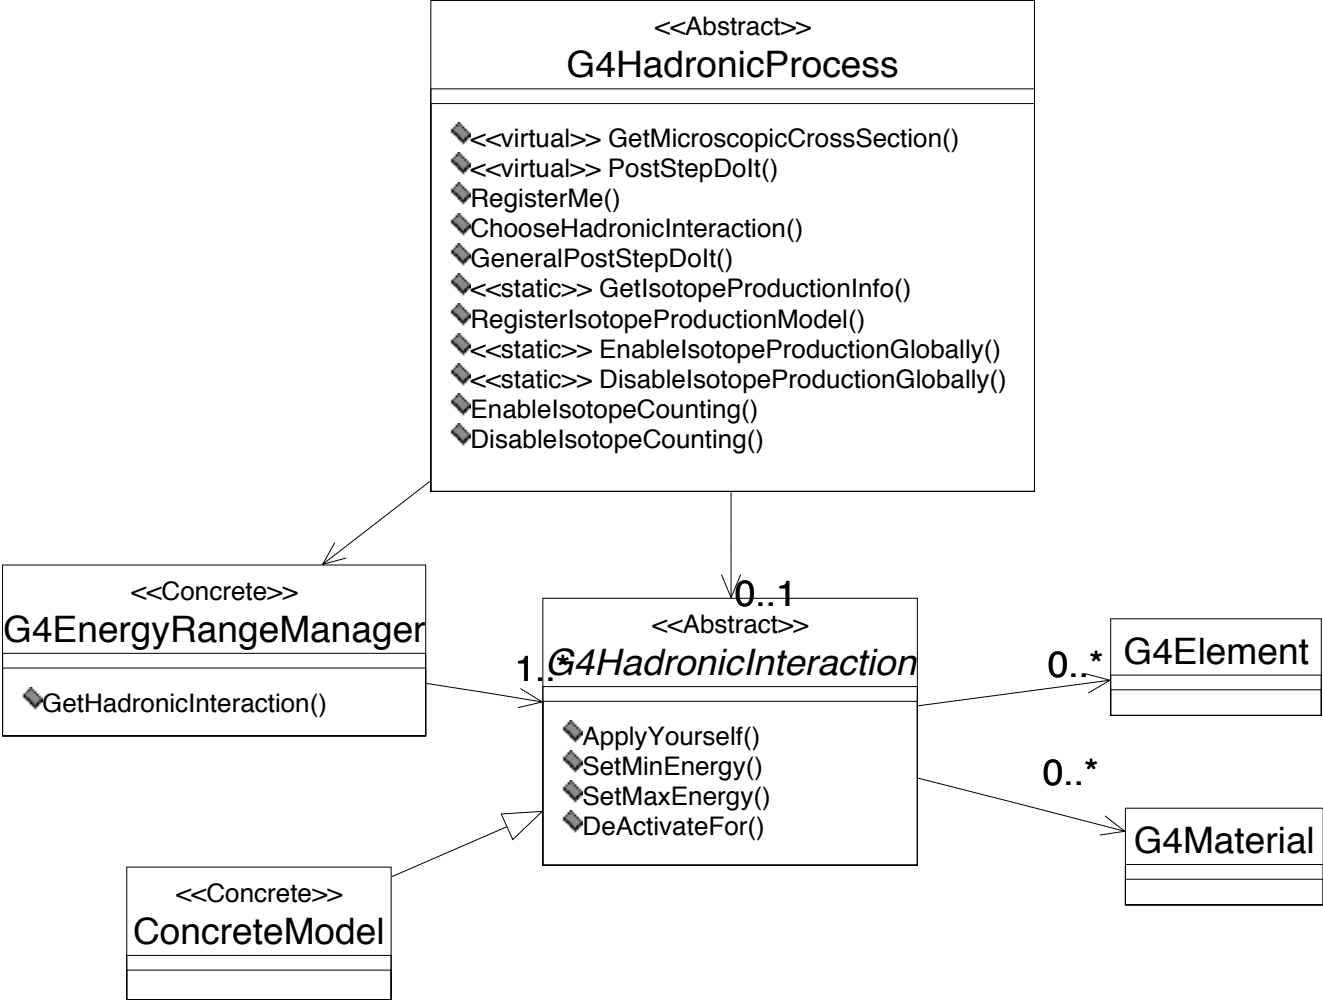 <<Abstract>>
G4HadronicProcess
<<virtual>> GetMicroscopicCrossSection()
<<virtual>> PostStepDoIt()
RegisterMe()
ChooseHadronicInteraction()
GeneralPostStepDoIt()
<<static>> GetIsotopeProductionInfo()
RegisterIsotopeProductionModel()
<<static>> EnableIsotopeProductionGlobally()
<<static>> DisableIsotopeProductionGlobally()
EnableIsotopeCounting()
DisableIsotopeCounting()
<<Concrete>>
G4EnergyRangeManager
GetHadronicInteraction()
0..1
1..*
<<Abstract>>
G4HadronicInteraction
ApplyYourself()
SetMinEnergy()
SetMaxEnergy()
DeActivateFor()
0..*
G4Element
0..*
G4Material
<<Concrete>>
ConcreteModel